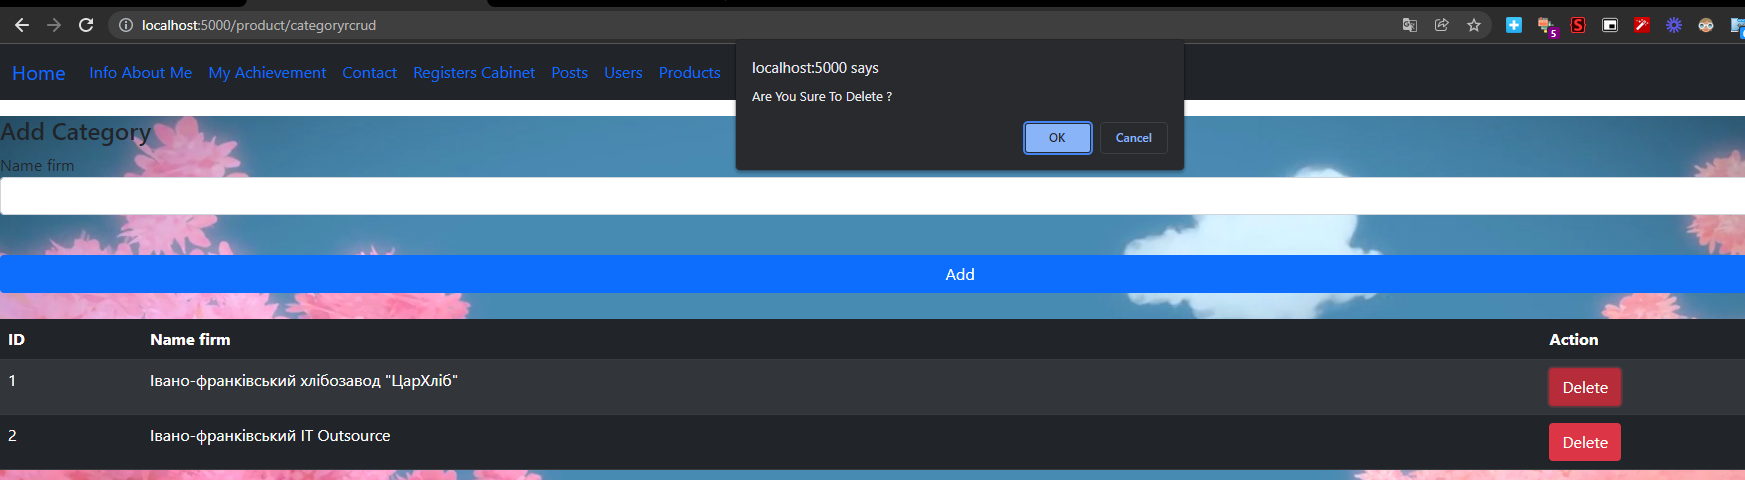 localhost:5000/product/categoryrcrud
5
Home Info About Me My Achievement Contact Registers Cabinet Posts Users Products
localhost:5000 says
Are You Sure To Delete ?
OK Cancel
Add Category
Name firm
Add
ID Name firm Action
1 Івано-франківський хлібозавод "ЦарХліб" Delete
2 Івано-франківський IT Outsource Delete